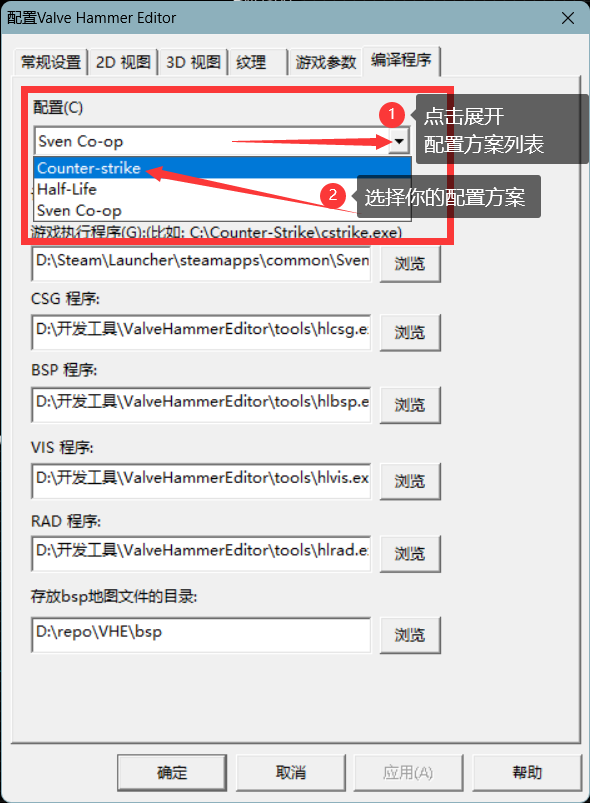 配置Valve Hammer Editor
常规设置 2D 视图 3D 视图 纹理 游戏参数 编译程序
配置(C)
1 点击展开
配置方案列表
Sven Co-op
Counter-strike
Half-Life
2 选择你的配置方案
Sven Co-op
游戏执行程序(G):(比如: C:\Counter-Strike\cstrike.exe)
D:\Steam\Launcher\steamapps\common\Sven 浏览
CSG 程序:
D:\开发工具\ValveHammerEditor\tools\hlcsg.e 浏览
BSP 程序:
D:\开发工具\ValveHammerEditor\tools\hlbsp.e 浏览
VIS 程序:
D:\开发工具\ValveHammerEditor\tools\hlvis.ex 浏览
RAD 程序:
D:\开发工具\ValveHammerEditor\tools\hlrad.e 浏览
存放bsp地图文件的目录:
D:\repo\VHE\bsp 浏览
确定 取消 应用(A) 帮助